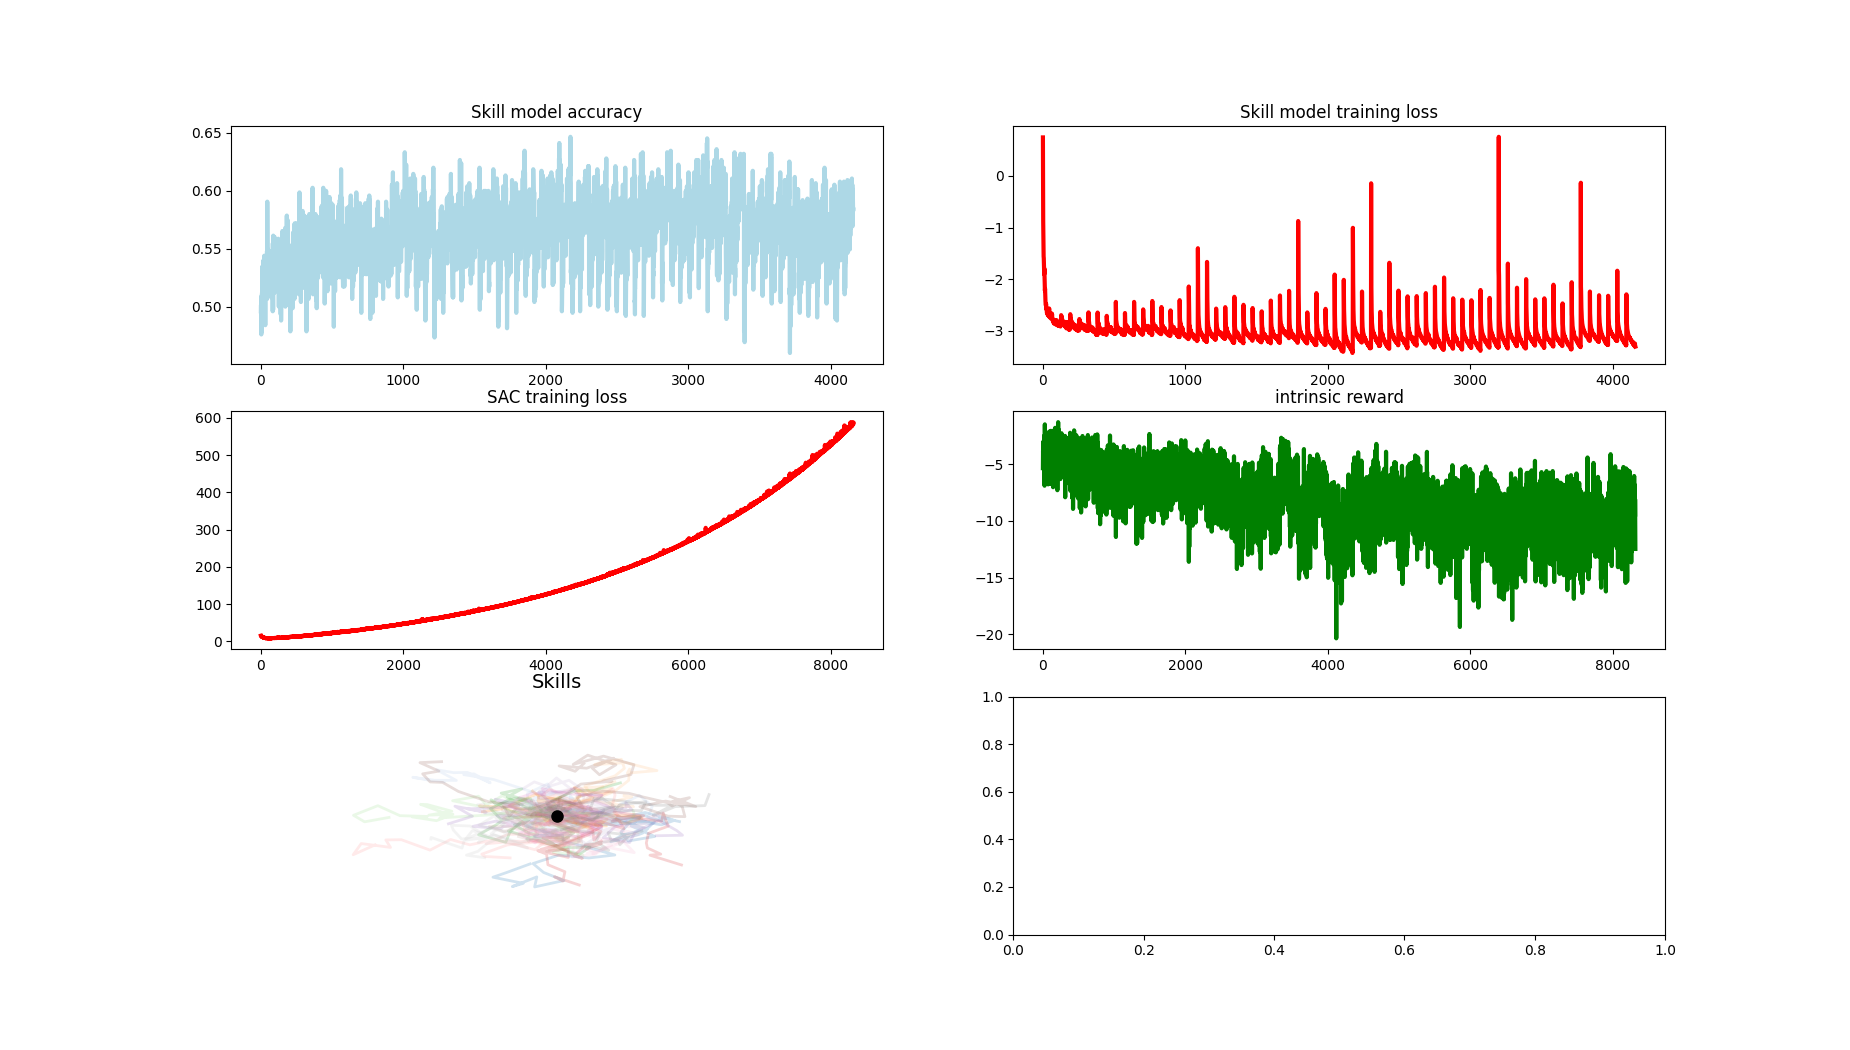 Skill model accuracy
0.65
0.60
0.55
0.50
0 1000 2000 3000 4000
Skill model training loss
0
−1
−2
−3
0 1000 2000 3000 4000
SAC training loss
600
500
400
300
200
100
0
0 2000 4000 6000 8000
intrinsic reward
−5
−10
−15
−20
0 2000 4000 6000 8000
Skills
1.0
0.8
0.6
0.4
0.2
0.0
0.0 0.2 0.4 0.6 0.8 1.0